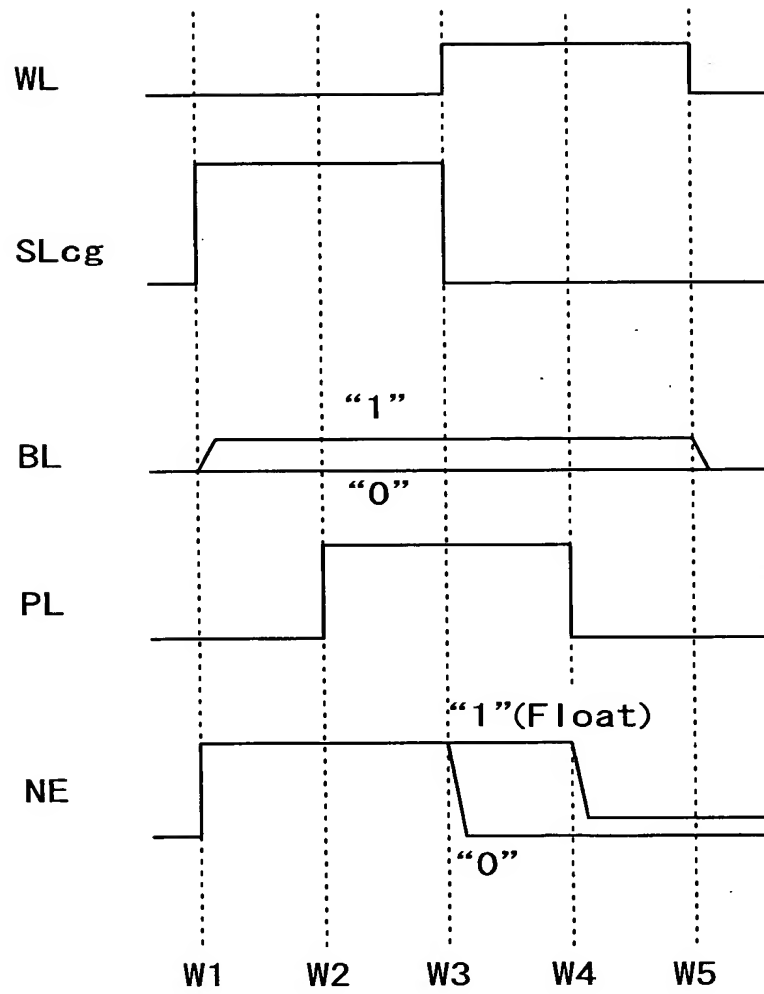 WL
SLcg
“1”
BL
“0”
PL
“1”(Float)
NE
“0”
W1 W2 W3 W4 W5